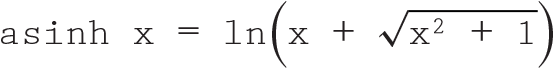 asinh x = ln(x + √(x² + 1))